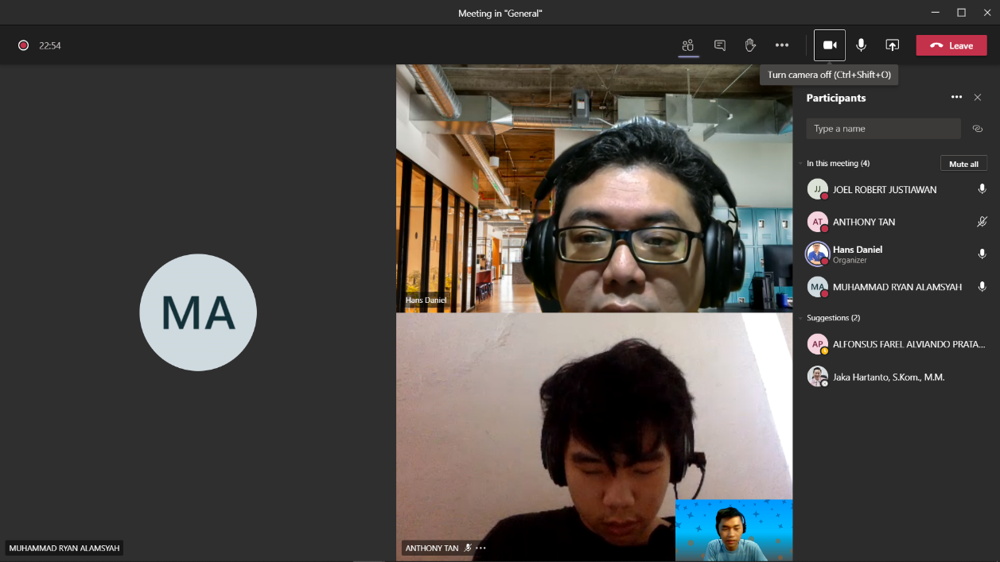 Meeting in "General"
22:54
Leave
Turn camera off (Ctrl+Shift+O)
Participants
Type a name
In this meeting (4)
Mute all
JJ
JOEL ROBERT JUSTIAWAN
AT
ANTHONY TAN
Hans Daniel
Organizer
MA
MUHAMMAD RYAN ALAMSYAH
Suggestions (2)
AP
ALFONSUS FAREL ALVIANDO PRATA...
Jaka Hartanto, S.Kom., M.M.
MA
MUHAMMAD RYAN ALAMSYAH
Hans Daniel
ANTHONY TAN